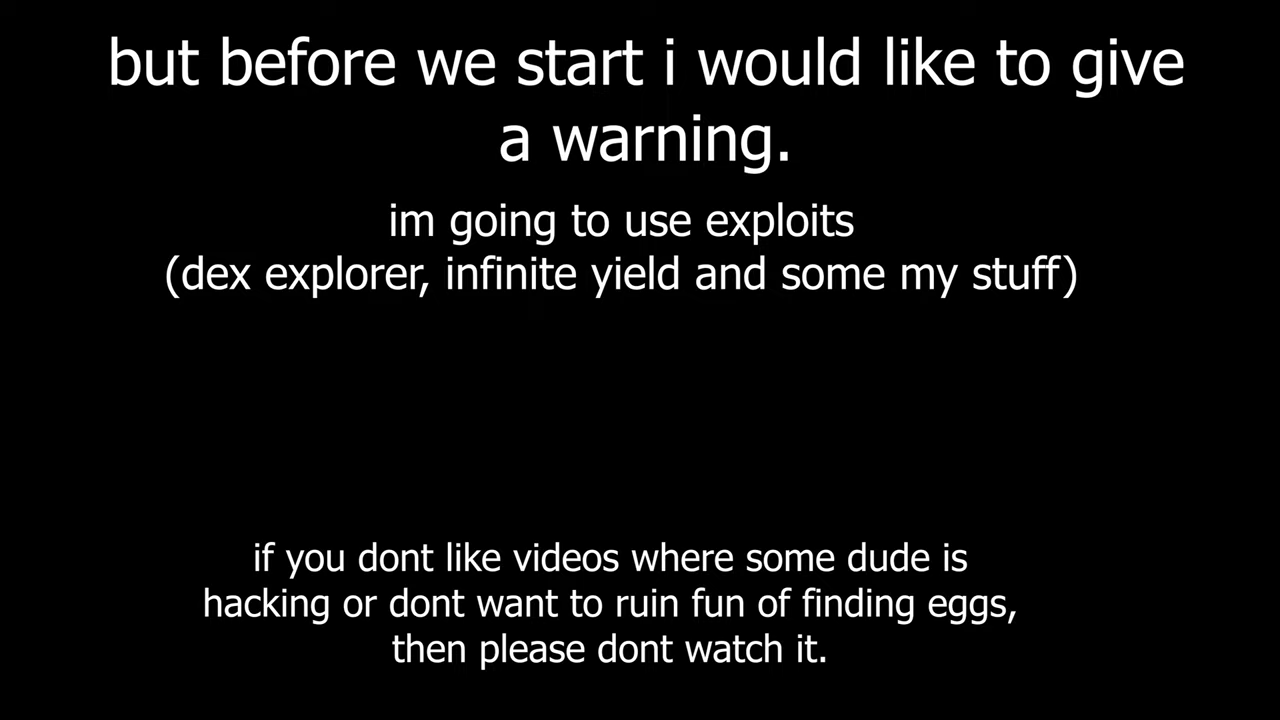 but before we start i would like to give
a warning.
im going to use exploits
(dex explorer, infinite yield and some my stuff)
if you dont like videos where some dude is
hacking or dont want to ruin fun of finding eggs,
then please dont watch it.